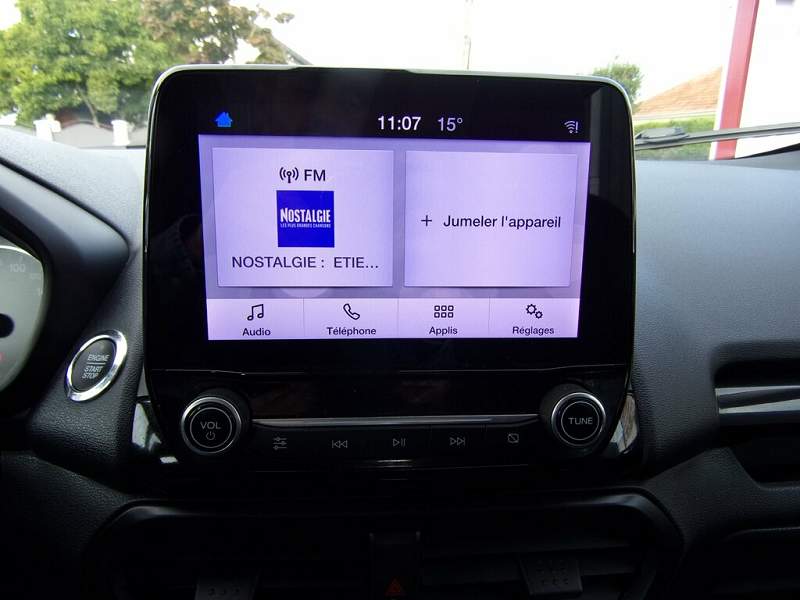 11:07 15°
FM
NOSTALGIE
LES PLUS GRANDES CHANSONS
NOSTALGIE : ETIE...
+ Jumeler l'appareil
Audio Téléphone Applis Réglages
100
ENGINE
START
STOP
VOL
TUNE